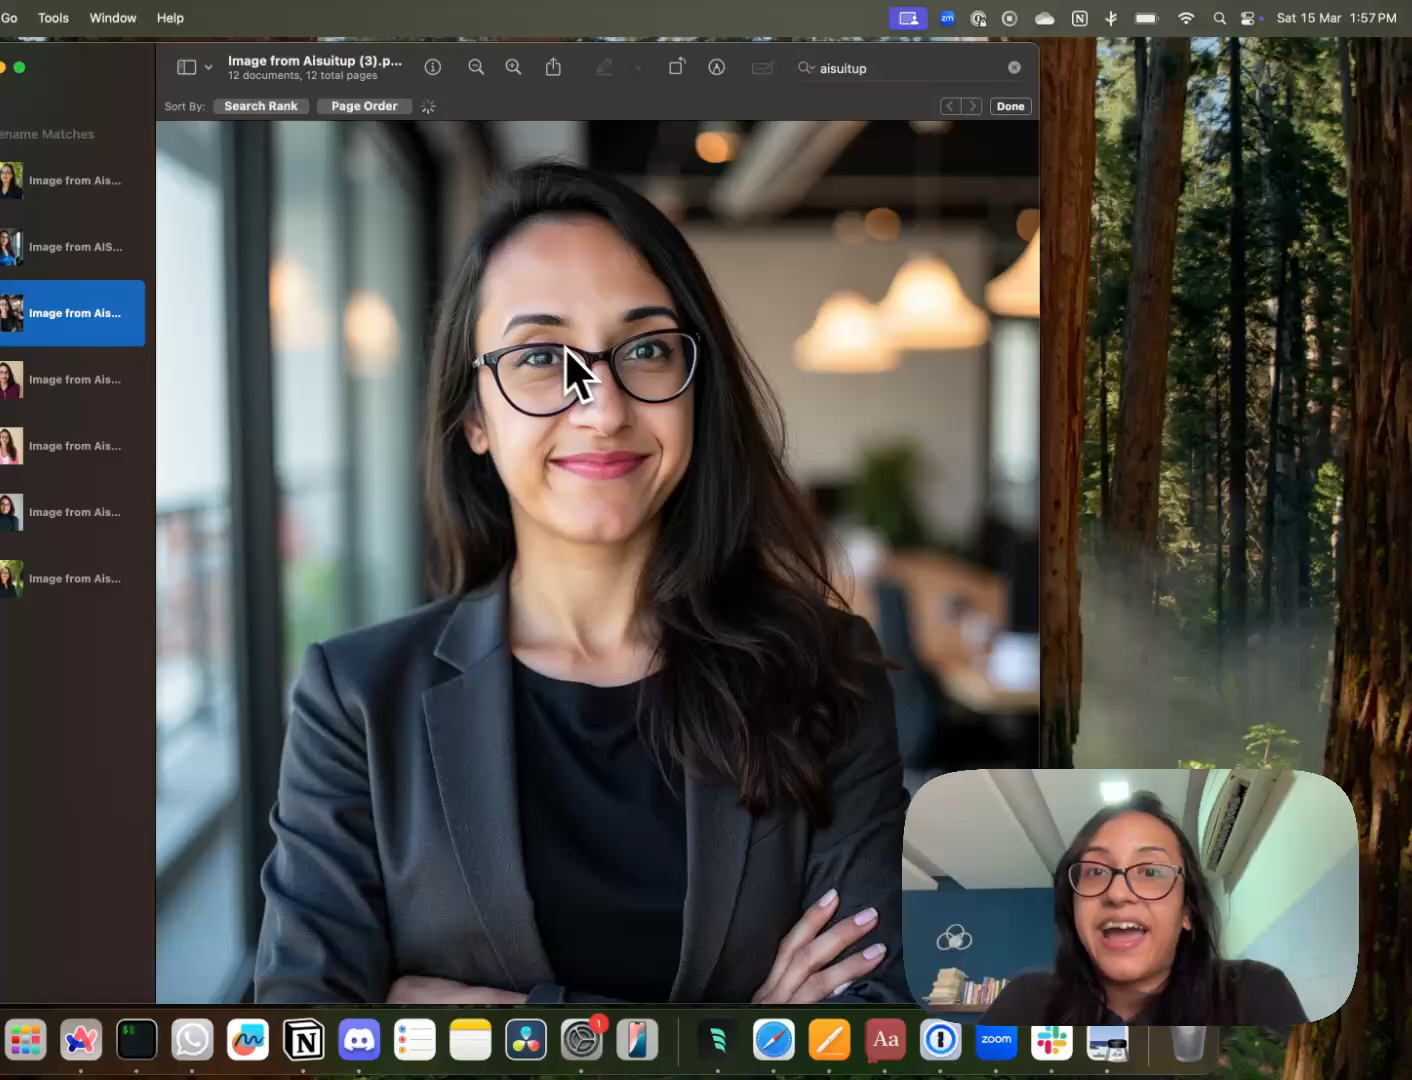 Go Tools Window Help
zm
N
Sat 15 Mar 1:57 PM
Image from Aisuitup (3).p...
12 documents, 12 total pages
aisuitup
Sort By: Search Rank Page Order
Done
ename Matches
Image from Ais...
Image from AIS...
Image from Ais...
Image from Ais...
Image from Ais...
Image from Ais...
Image from Ais...
$
N
1
Aa
zoom